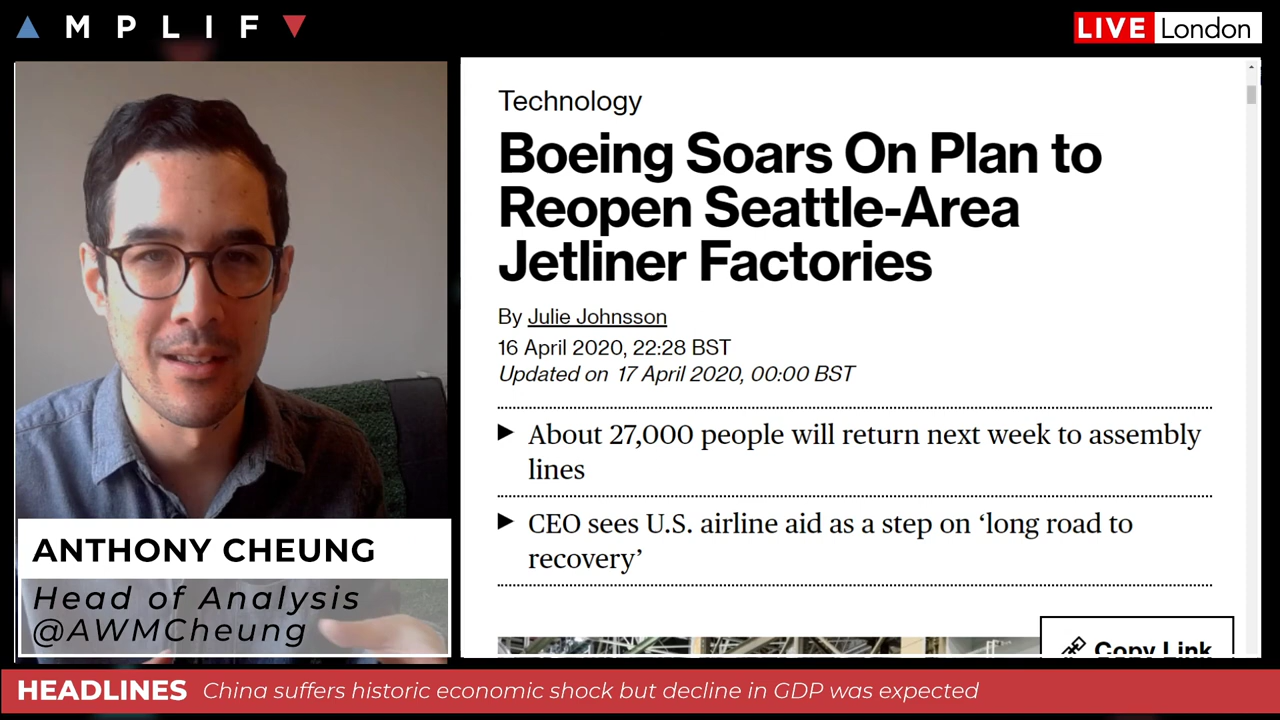 ▲ M P L I F ▼
LIVE London
Technology
Boeing Soars On Plan to
Reopen Seattle-Area
Jetliner Factories
By Julie Johnsson
16 April 2020, 22:28 BST
Updated on 17 April 2020, 00:00 BST
About 27,000 people will return next week to assembly
lines
CEO sees U.S. airline aid as a step on ‘long road to
recovery’
Copy Link
ANTHONY CHEUNG
Head of Analysis
@AWMCheung
HEADLINES China suffers historic economic shock but decline in GDP was expected